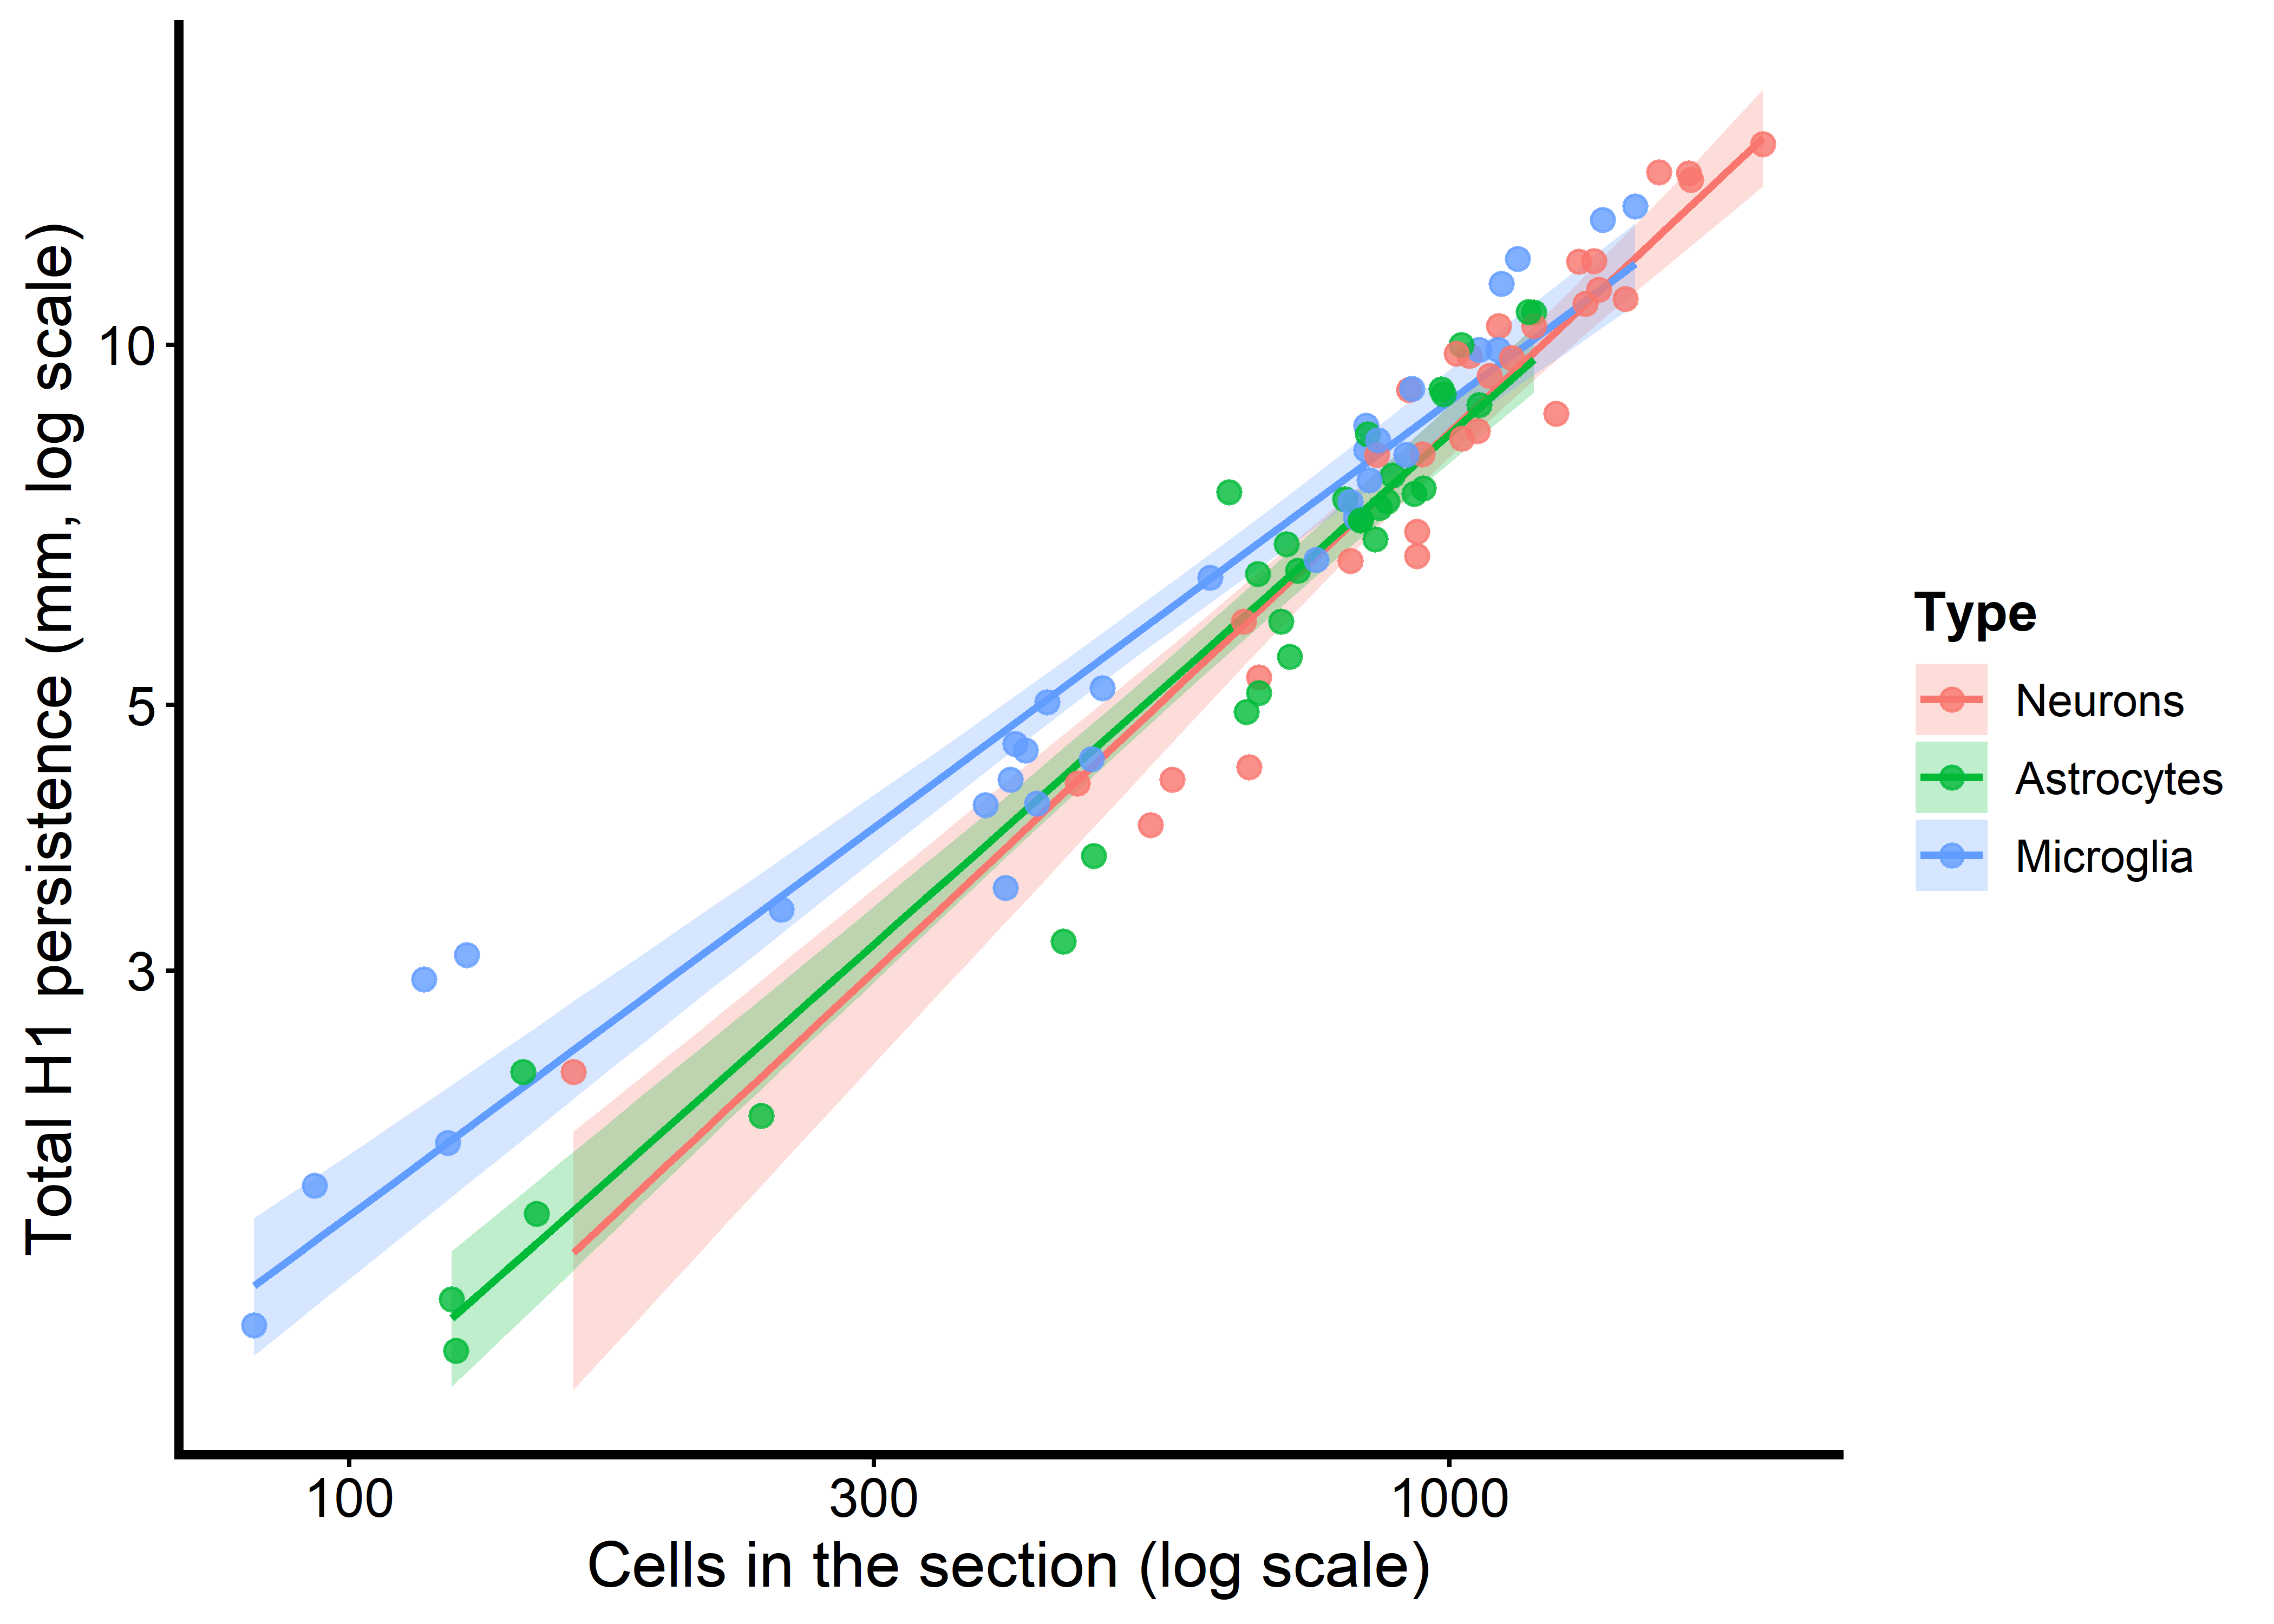 Total H1 persistence (mm, log scale)
10
5
3
100
300
1000
Cells in the section (log scale)
Type
Neurons
Astrocytes
Microglia